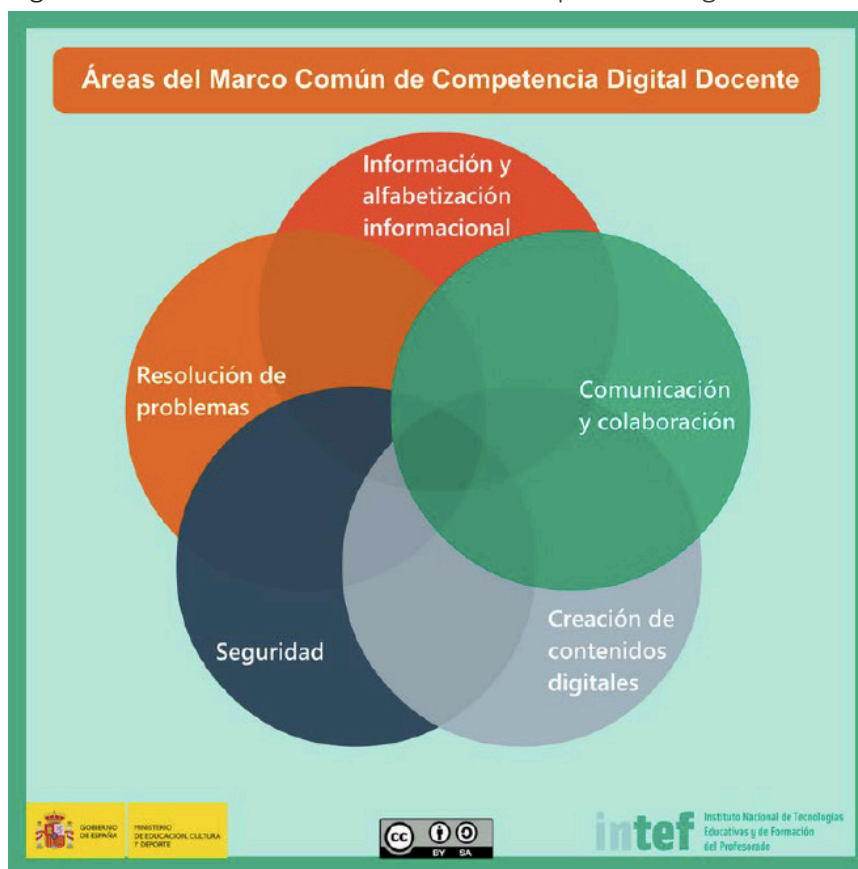 Áreas del Marco Común de Competencia Digital Docente
Información y
alfabetización
informacional
Resolución de
problemas
Comunicación
y colaboración
Seguridad
Creación de
contenidos
digitales
GOBIERNO
DE ESPAÑA
MINISTERIO
DE EDUCACIÓN, CULTURA
Y DEPORTE
cc
BY SA
intef
Instituto Nacional de Tecnologías
Educativas y de Formación
del Profesorado